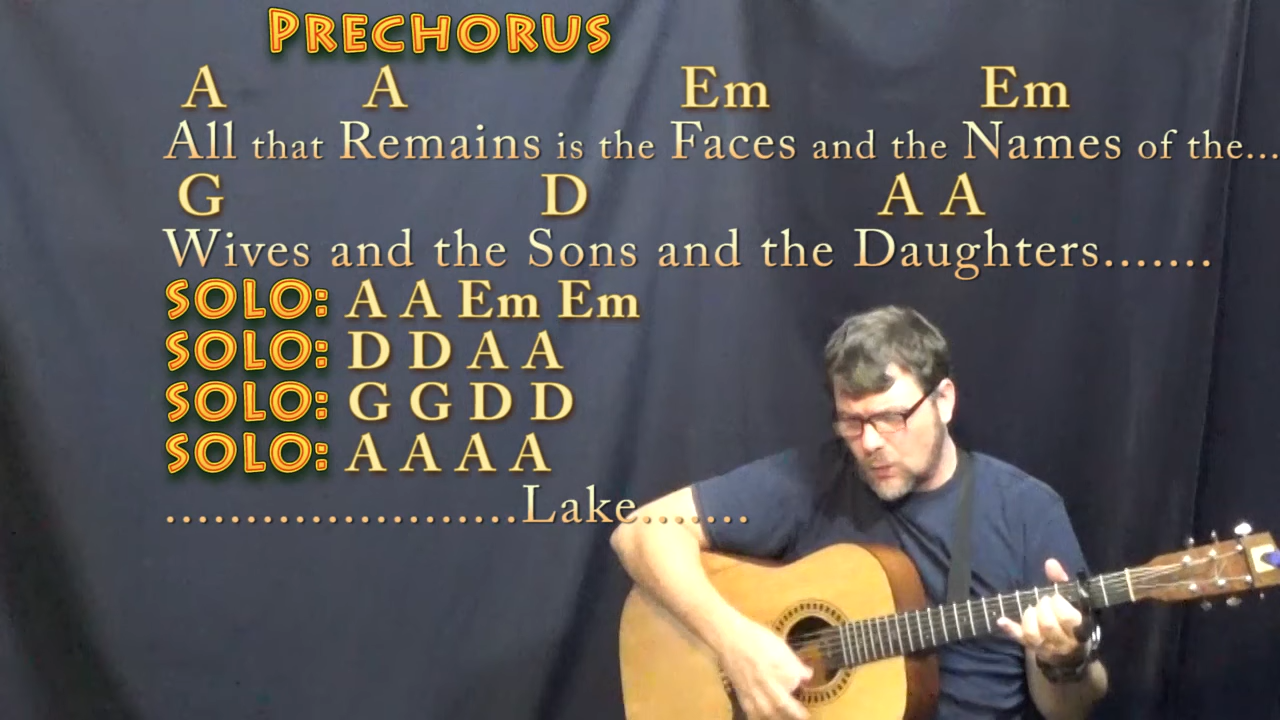 PRECHORUS
A A Em Em
All that Remains is the Faces and the Names of the...
G D A A
Wives and the Sons and the Daughters.......
SOLO: A A Em Em
SOLO: D D A A
SOLO: G G D D
SOLO: A A A A
......................Lake.......